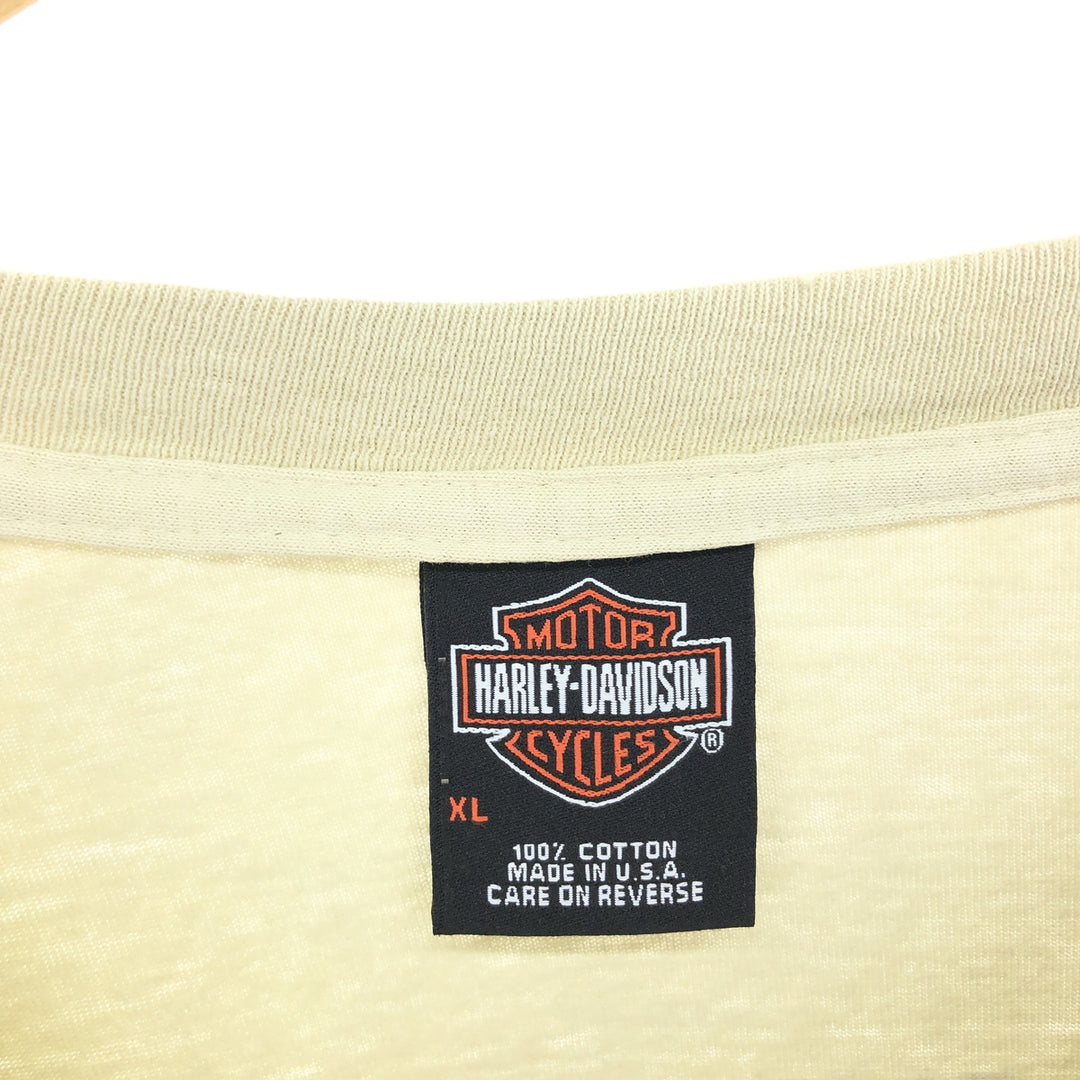 MOTOR
HARLEY-DAVIDSON
CYCLES ®
XL
100% COTTON
MADE IN U.S.A.
CARE ON REVERSE